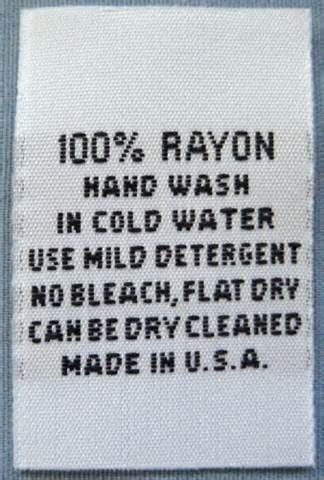 100% RAYON
HAND WASH
IN COLD WATER
USE MILD DETERGENT
NO BLEACH, FLAT DRY
CAN BE DRY CLEANED
MADE IN U.S.A.